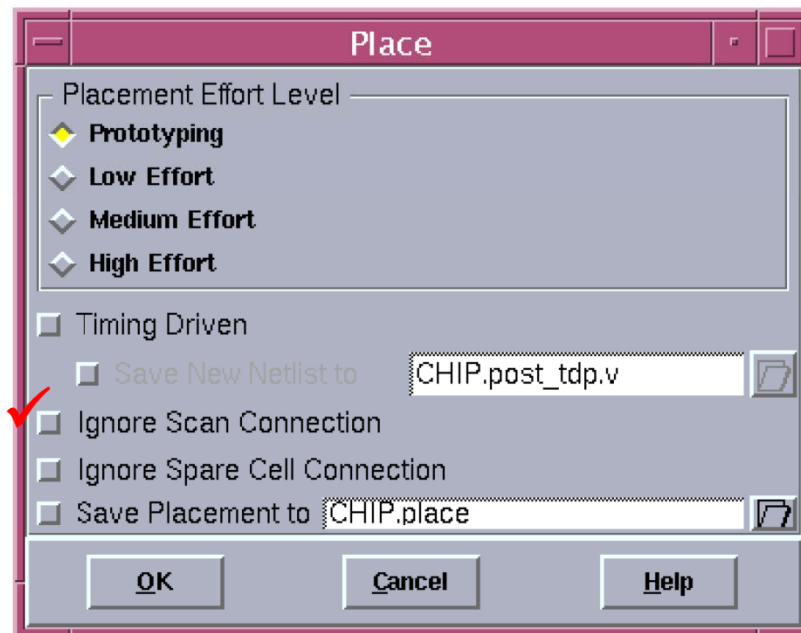 Place
Placement Effort Level
Prototyping
Low Effort
Medium Effort
High Effort
Timing Driven
Save New Netlist to CHIP.post_tdp.v
Ignore Scan Connection
Ignore Spare Cell Connection
Save Placement to CHIP.place
OK Cancel Help